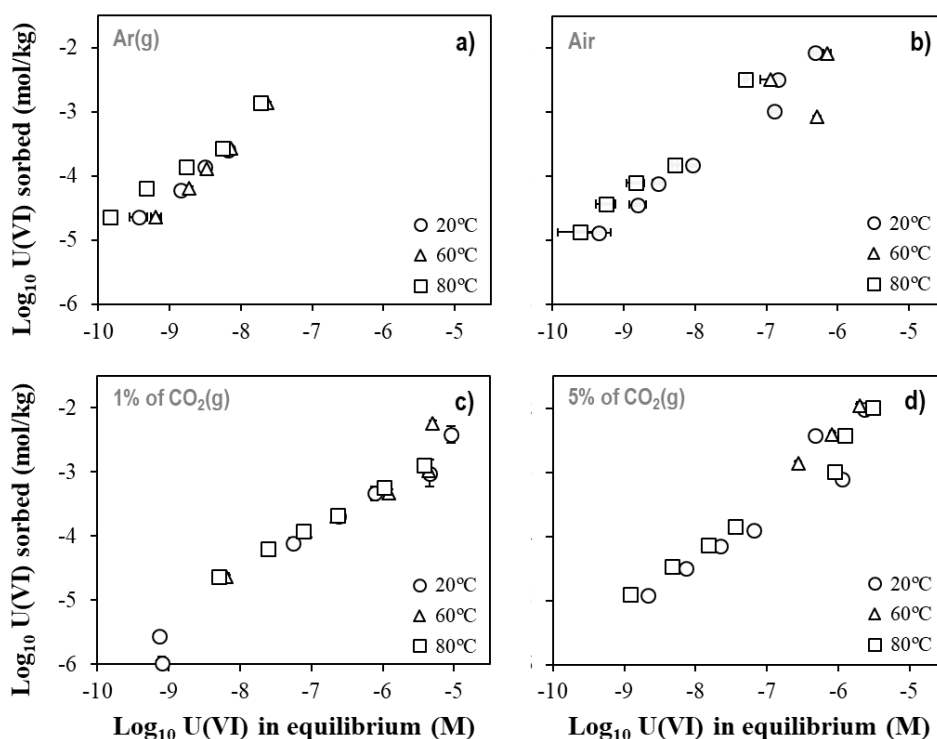 Ar(g)
a)
Log₁₀ U(VI) sorbed (mol/kg)
-2
-3
-4
-5
-6
-10 -9 -8 -7 -6 -5
20ºC
60ºC
80ºC
Air
b)
-10 -9 -8 -7 -6 -5
20ºC
60ºC
80ºC
1% of CO₂(g)
c)
Log₁₀ U(VI) sorbed (mol/kg)
-2
-3
-4
-5
-6
-10 -9 -8 -7 -6 -5
20ºC
60ºC
80ºC
Log₁₀ U(VI) in equilibrium (M)
5% of CO₂(g)
d)
-10 -9 -8 -7 -6 -5
20ºC
60ºC
80ºC
Log₁₀ U(VI) in equilibrium (M)